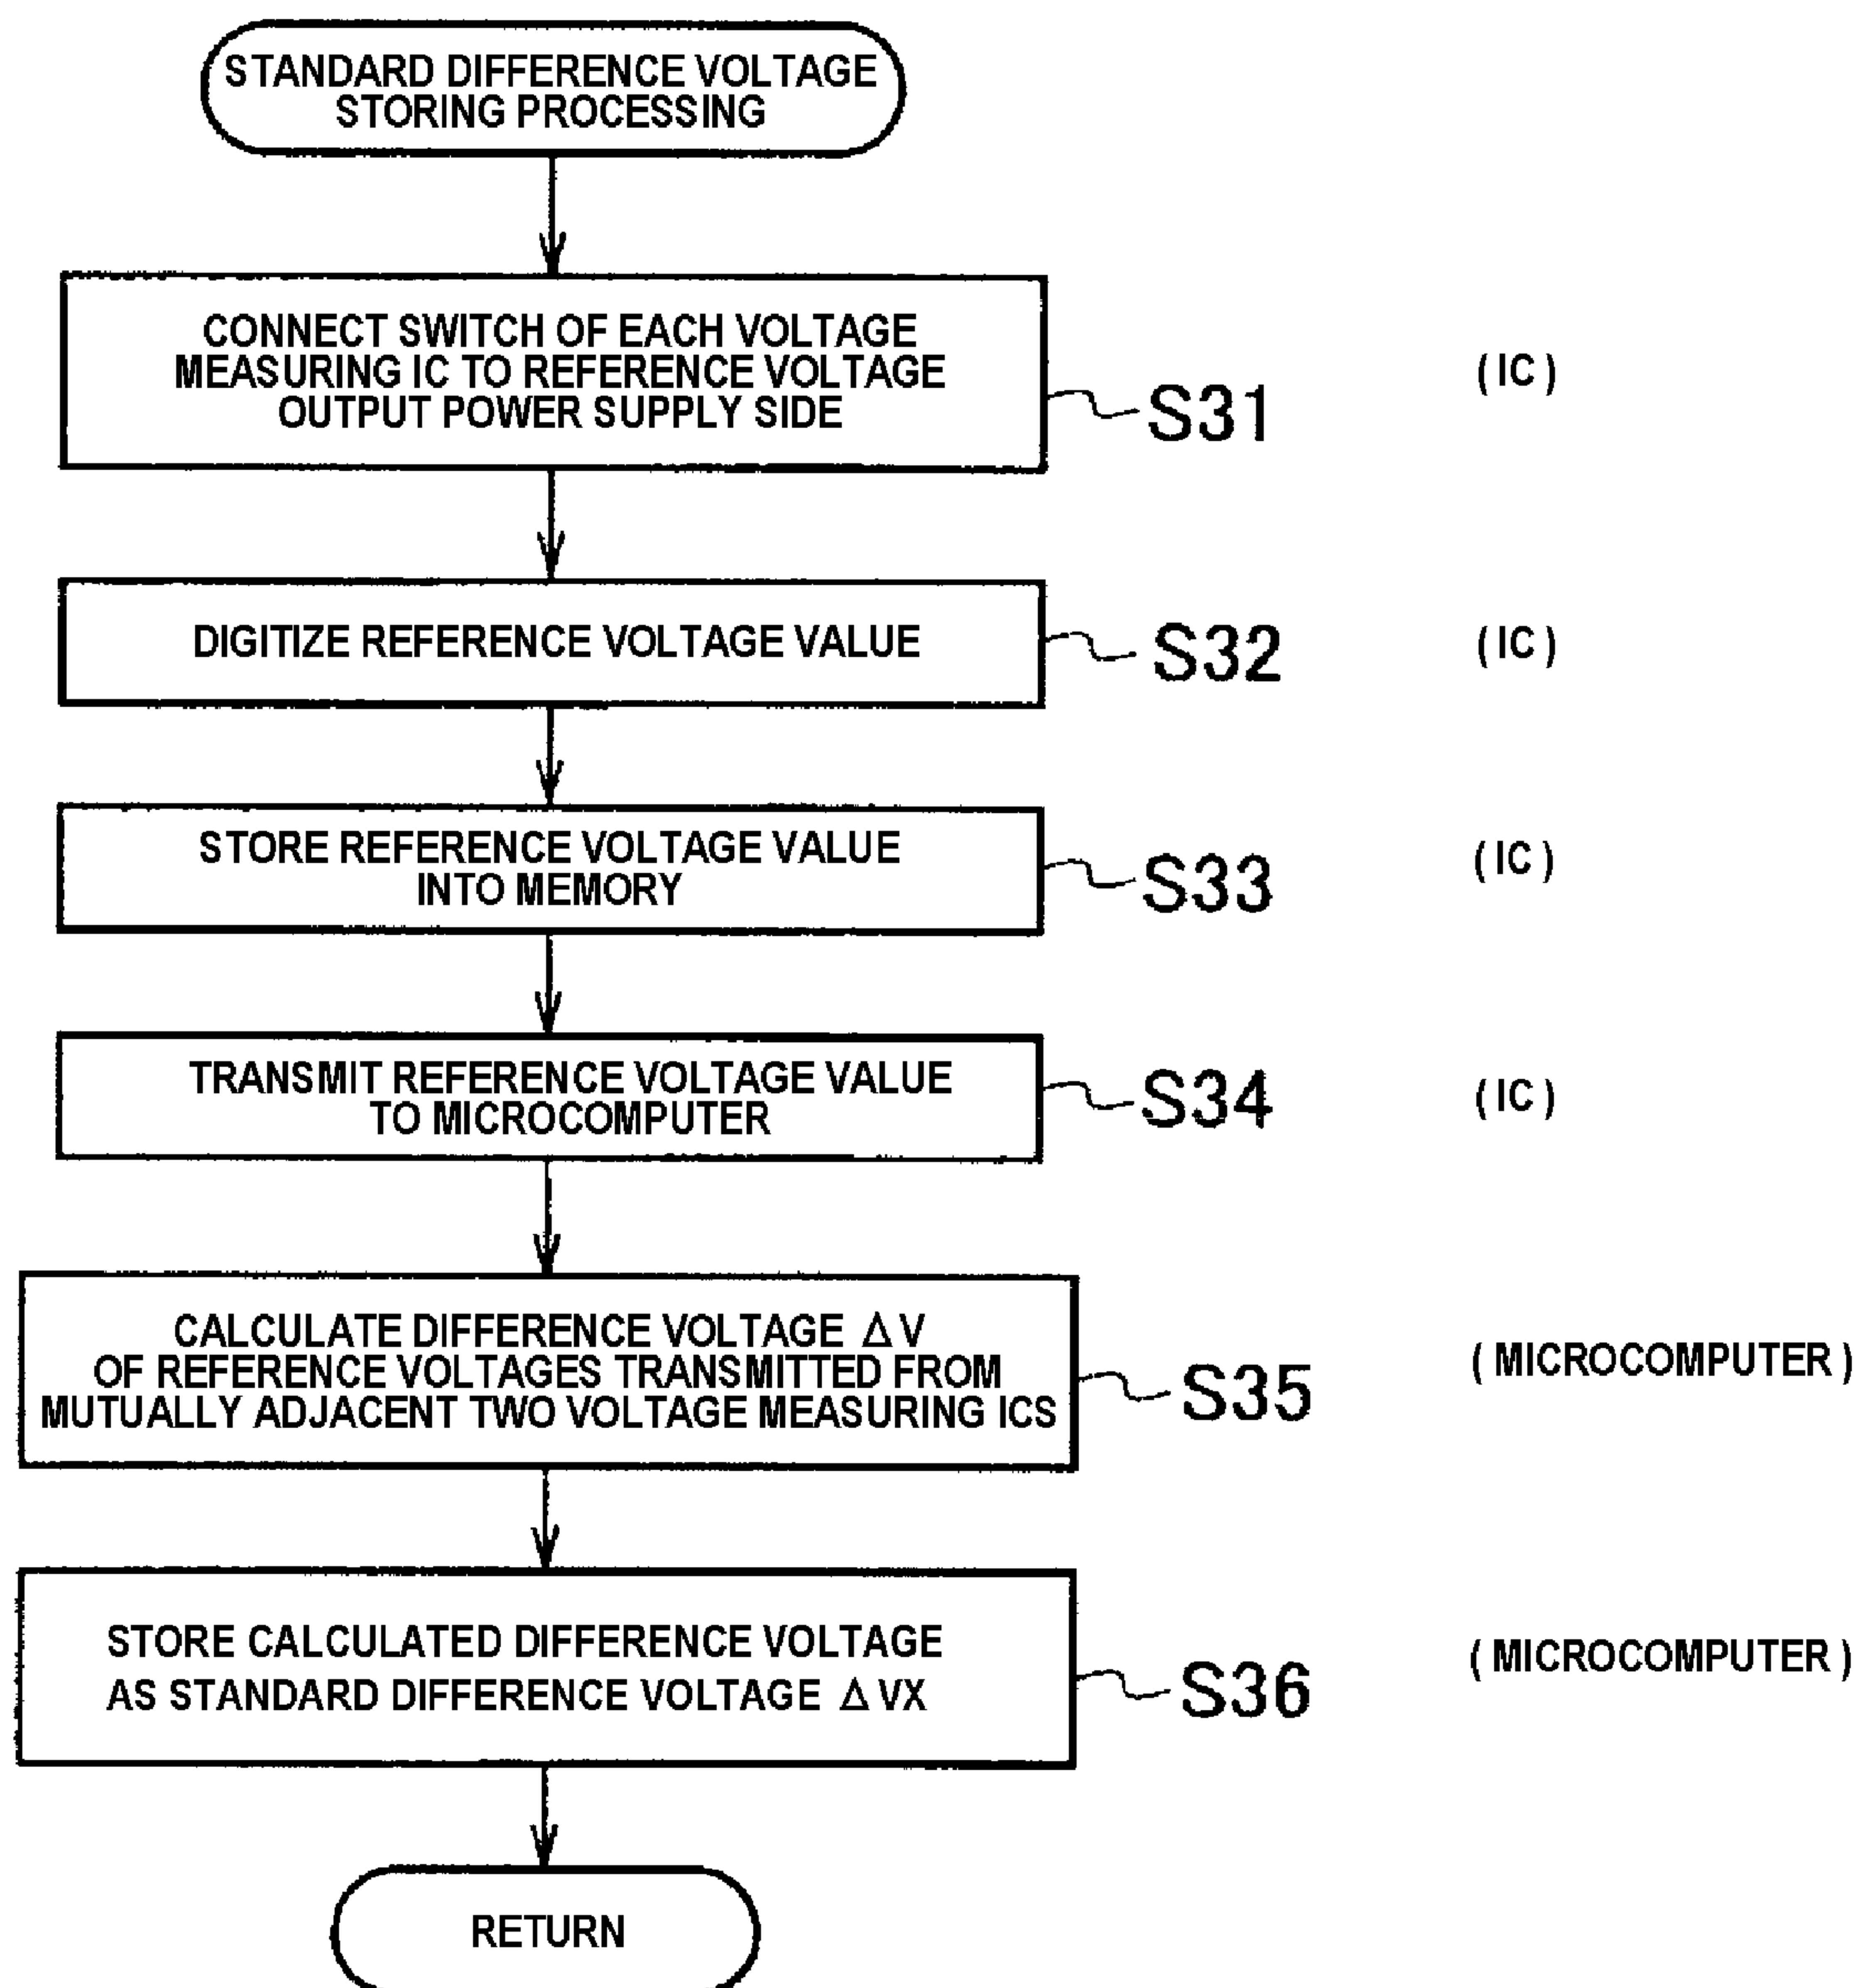 STANDARD DIFFERENCE VOLTAGE
STORING PROCESSING
CONNECT SWITCH OF EACH VOLTAGE
MEASURING IC TO REFERENCE VOLTAGE
OUTPUT POWER SUPPLY SIDE
S31
(IC)
DIGITIZE REFERENCE VOLTAGE VALUE
S32
(IC)
STORE REFERENCE VOLTAGE VALUE
INTO MEMORY
S33
(IC)
TRANSMIT REFERENCE VOLTAGE VALUE
TO MICROCOMPUTER
S34
(IC)
CALCULATE DIFFERENCE VOLTAGE ΔV
OF REFERENCE VOLTAGES TRANSMITTED FROM
MUTUALLY ADJACENT TWO VOLTAGE MEASURING ICS
S35
(MICROCOMPUTER)
STORE CALCULATED DIFFERENCE VOLTAGE
AS STANDARD DIFFERENCE VOLTAGE ΔVX
S36
(MICROCOMPUTER)
RETURN